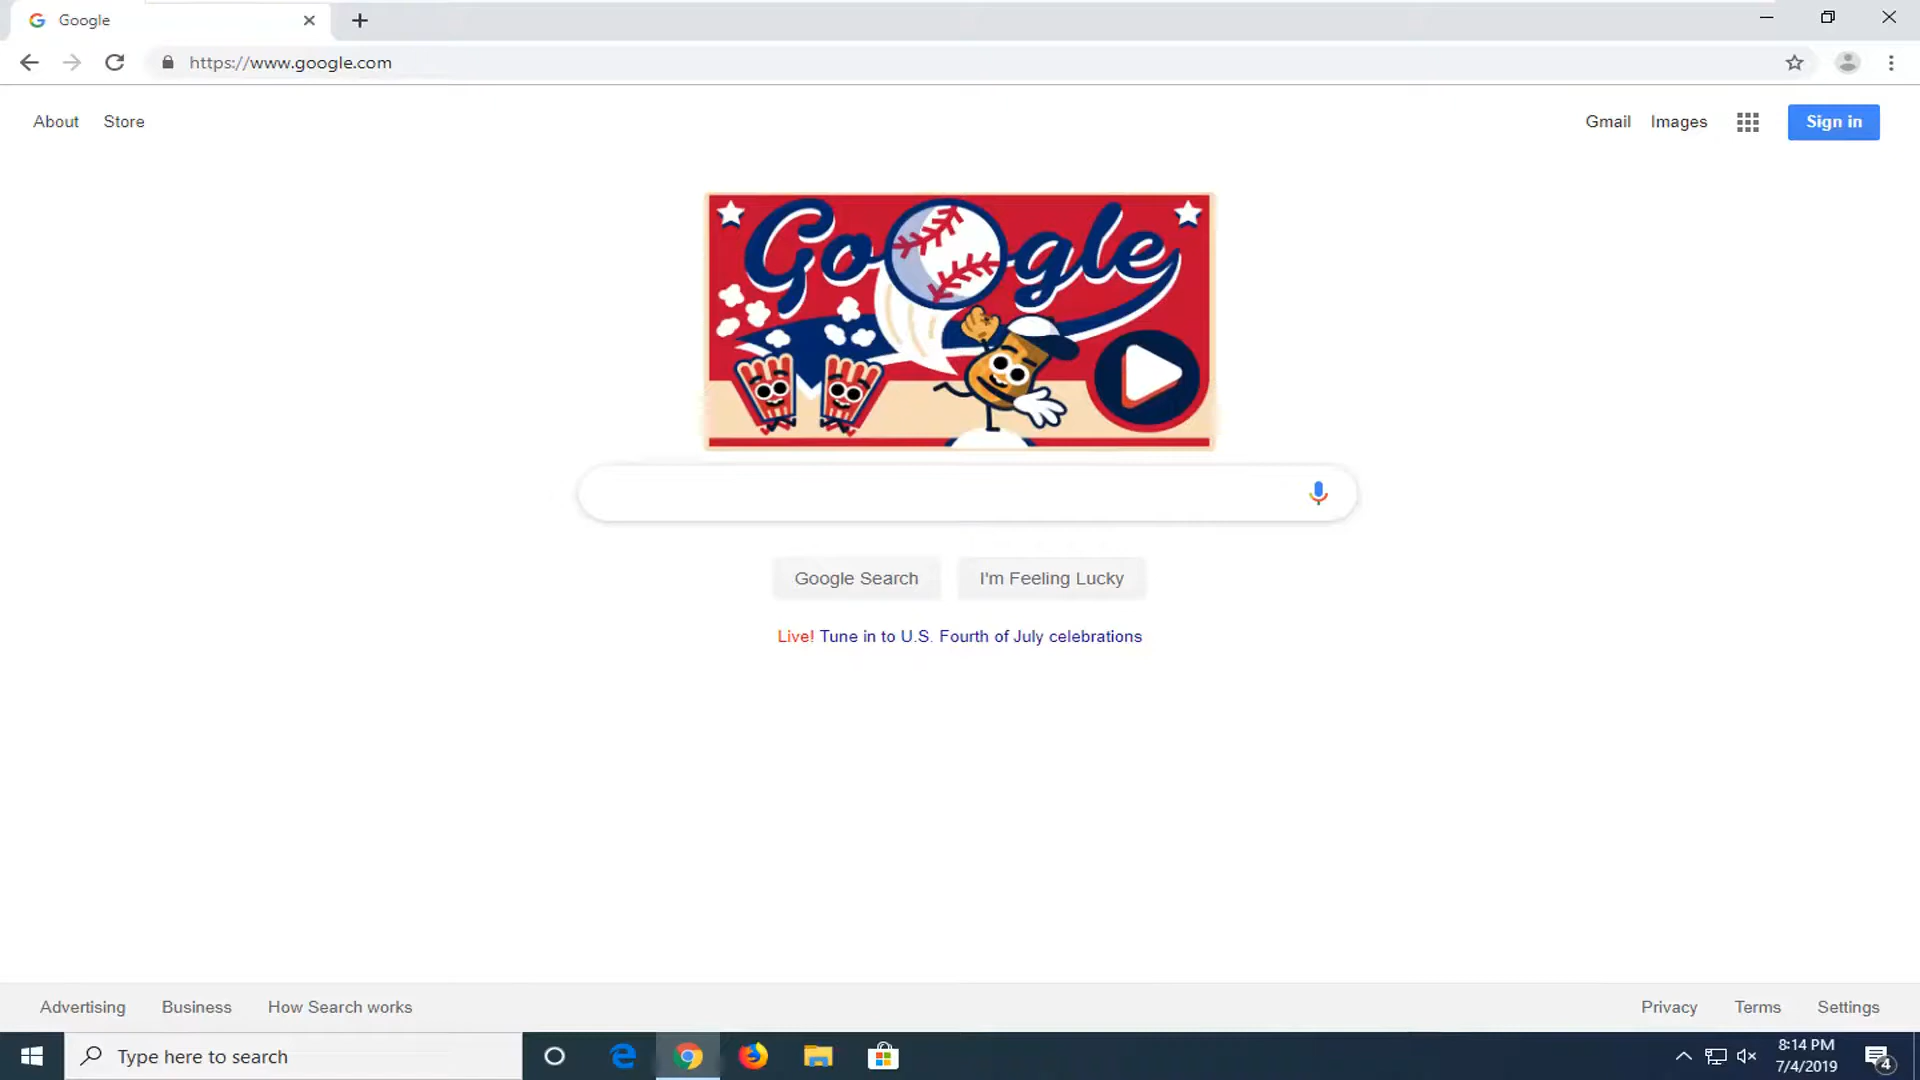 Google
https://www.google.com
About Store
Gmail Images Sign in
Google
Google Search I'm Feeling Lucky
Live! Tune in to U.S. Fourth of July celebrations
Advertising Business How Search works
Privacy Terms Settings
Type here to search
8:14 PM
7/4/2019
4